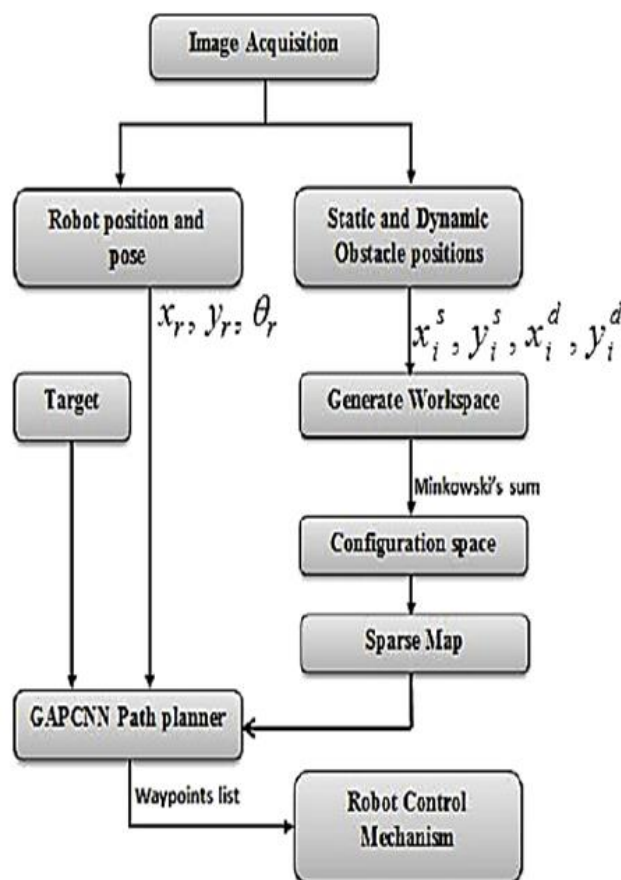 Image Acquisition
Robot position and
pose
Static and Dynamic
Obstacle positions
x_r, y_r, θ_r
x_i^s, y_i^s, x_i^d, y_i^d
Target
Generate Workspace
Minkowski's sum
Configuration space
Sparse Map
GAPCNN Path planner
Waypoints list
Robot Control
Mechanism